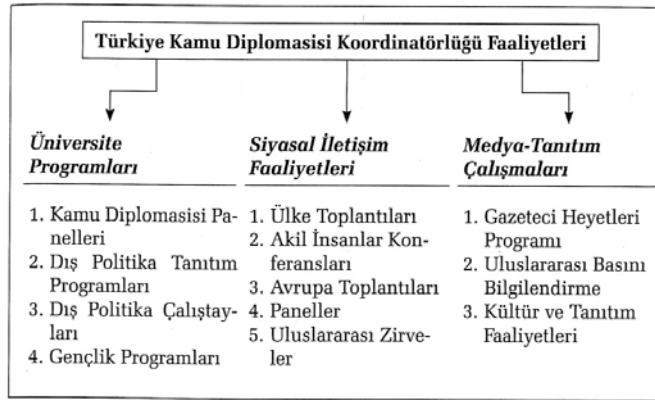 Türkiye Kamu Diplomasisi Koordinatörlüğü Faaliyetleri
Üniversite
Programları
1. Kamu Diplomasisi Pa-
nelleri
2. Dış Politika Tanıtım
Programları
3. Dış Politika Çalıştay-
ları
4. Gençlik Programları
Siyasal İletişim
Faaliyetleri
1. Ülke Toplantıları
2. Akil İnsanlar Kon-
feransları
3. Avrupa Toplantıları
4. Paneller
5. Uluslararası Zirve-
ler
Medya-Tanıtım
Çalışmaları
1. Gazeteci Heyetleri
Programı
2. Uluslararası Basını
Bilgilendirme
3. Kültür ve Tanıtım
Faaliyetleri